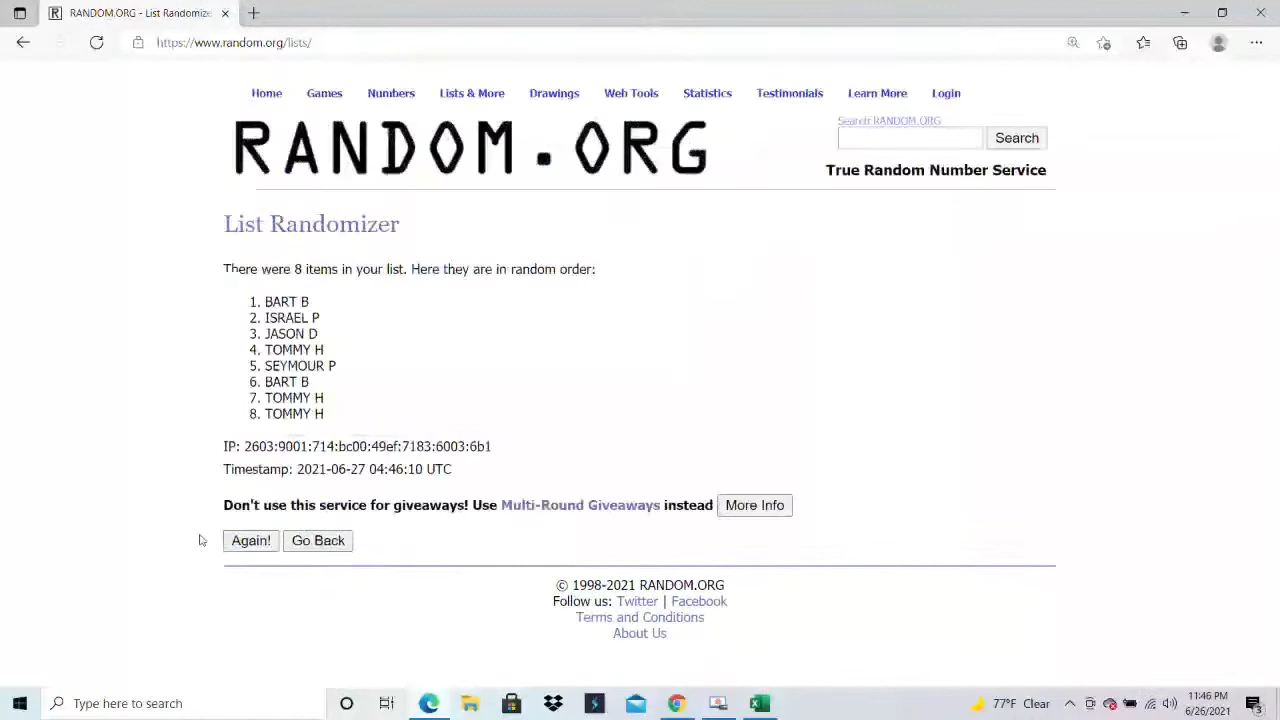 RANDOM.ORG - List Randomize
https://www.random.org/lists/
Home Games Numbers Lists & More Drawings Web Tools Statistics Testimonials Learn More Login
RANDOM.ORG
Search RANDOM.ORG
Search
True Random Number Service
List Randomizer
There were 8 items in your list. Here they are in random order:
1. BART B
2. ISRAEL P
3. JASON D
4. TOMMY H
5. SEYMOUR P
6. BART B
7. TOMMY H
8. TOMMY H
IP: 2603:9001:714:bc00:49ef:7183:6003:6b1
Timestamp: 2021-06-27 04:46:10 UTC
Don't use this service for giveaways! Use Multi-Round Giveaways instead More Info
Again! Go Back
© 1998-2021 RANDOM.ORG
Follow us: Twitter | Facebook
Terms and Conditions
About Us
Type here to search
77°F Clear
11:46 PM
6/26/2021
3